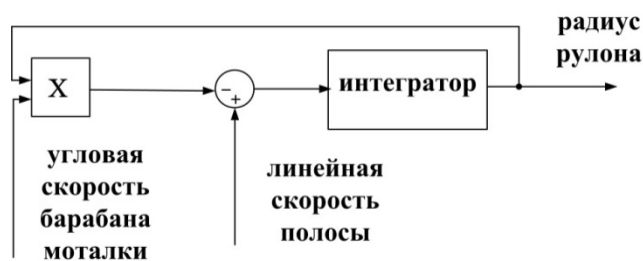 радиус
рулона
X
−
+
интегратор
угловая
скорость
барабана
моталки
линейная
скорость
полосы